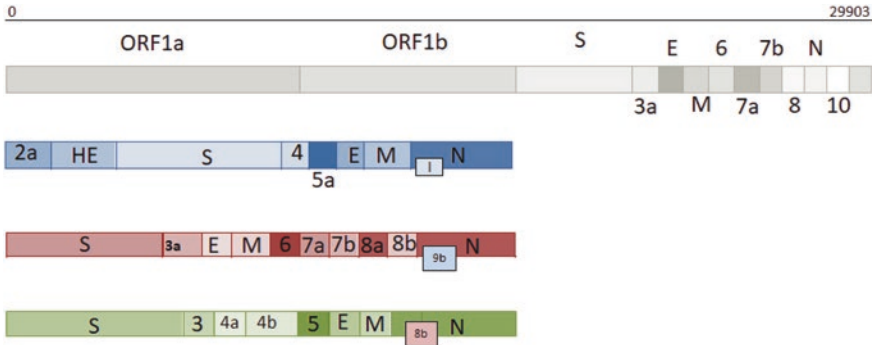 0 29903
ORF1a ORF1b S E 6 7b N
3a M 7a 8 10
2a HE S 4 E M N
I
5a
S 3a E M 6 7a 7b 8a 8b N
9b
S 3 4a 4b 5 E M N
8b